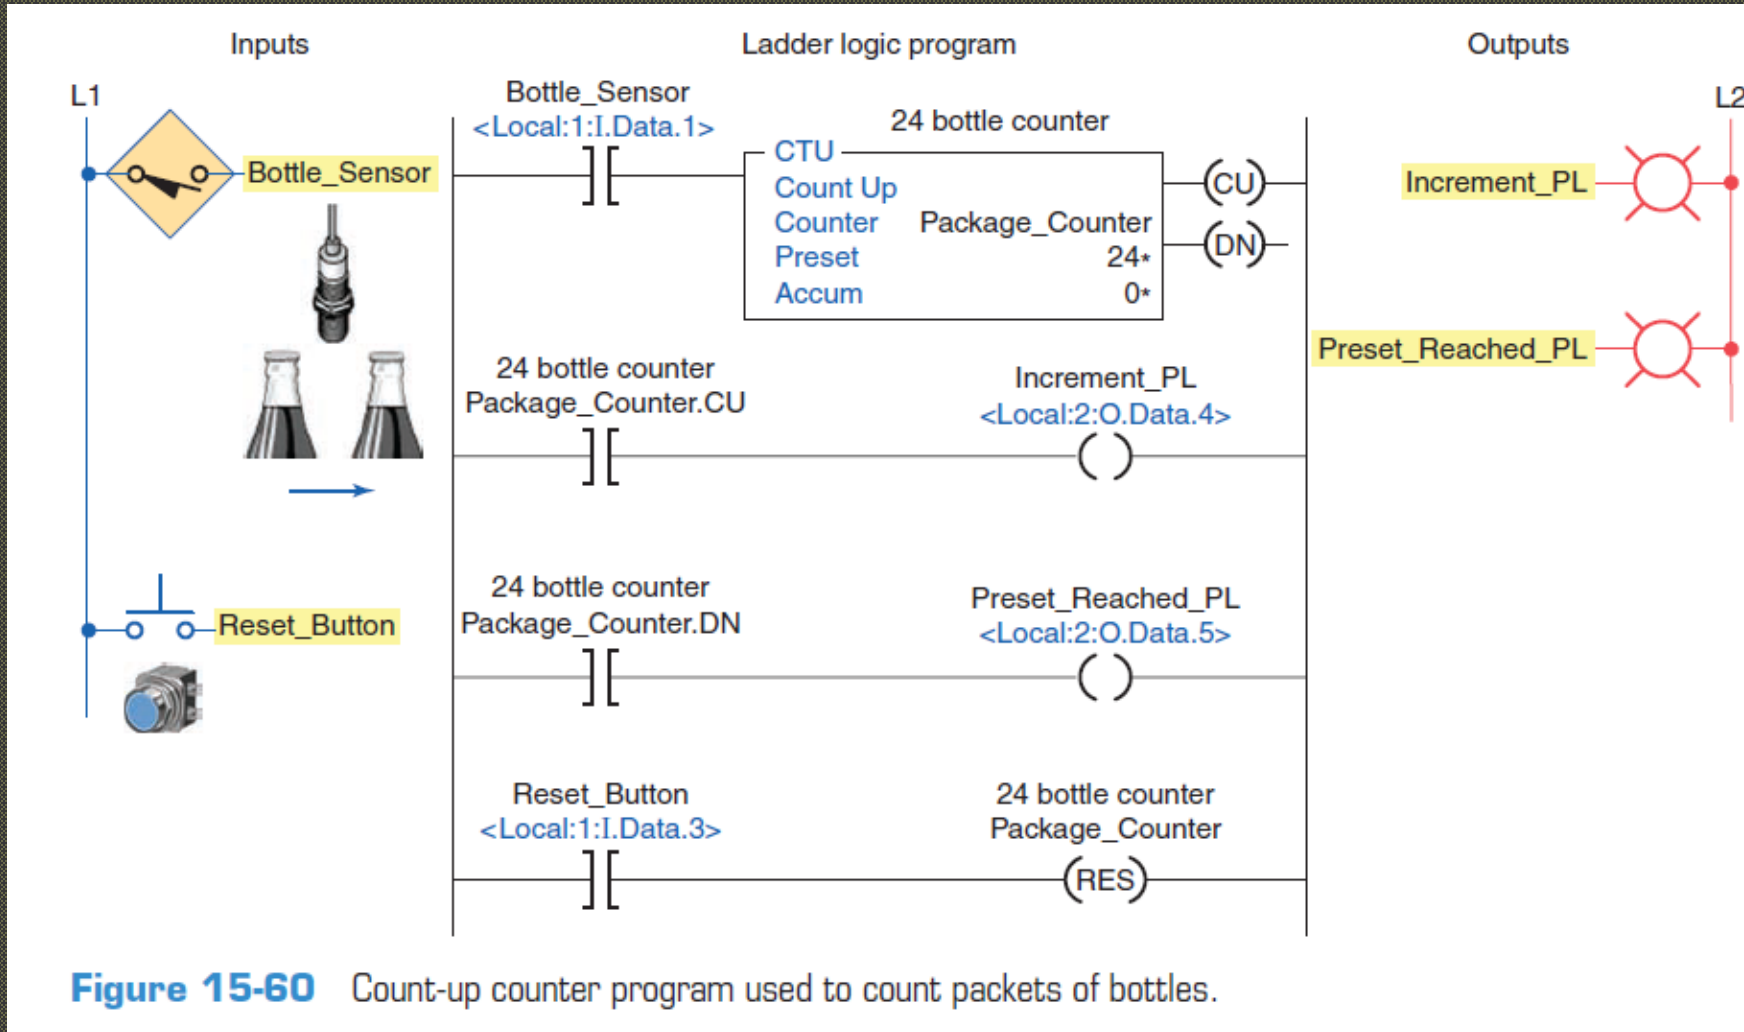 Inputs
Ladder logic program
Outputs
L1
L2
Bottle_Sensor
<Local:1:I.Data.1>
24 bottle counter
Bottle_Sensor
CTU
Count Up
Counter Package_Counter
Preset 24*
Accum 0*
CU
DN
Increment_PL
Preset_Reached_PL
24 bottle counter
Package_Counter.CU
Increment_PL
<Local:2:O.Data.4>
24 bottle counter
Package_Counter.DN
Preset_Reached_PL
<Local:2:O.Data.5>
Reset_Button
Reset_Button
<Local:1:I.Data.3>
24 bottle counter
Package_Counter
RES
Figure 15-60 Count-up counter program used to count packets of bottles.